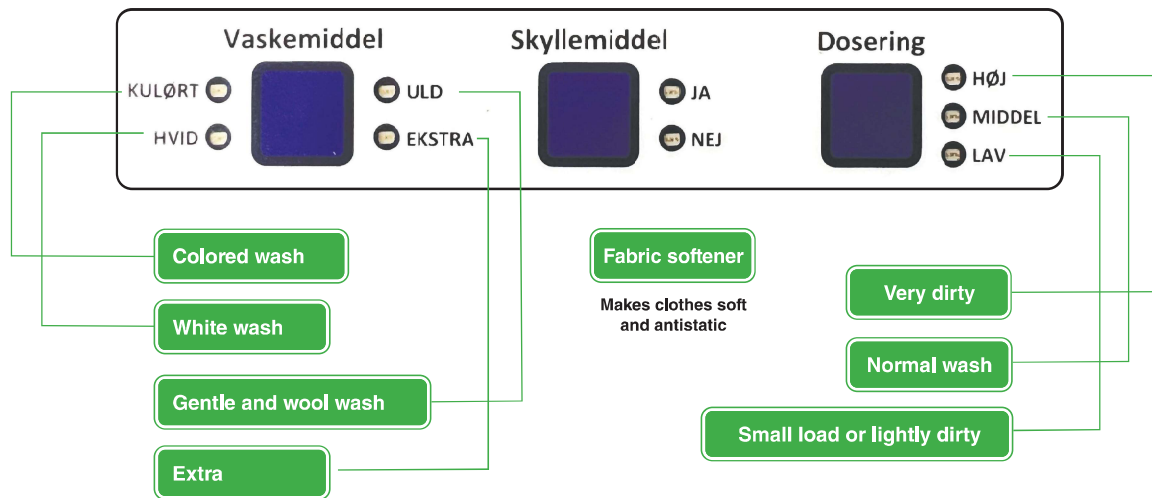 Vaskemiddel
KULØRT
HVID
ULD
EKSTRA
Skyllemiddel
JA
NEJ
Dosering
HØJ
MIDDEL
LAV
Colored wash
White wash
Gentle and wool wash
Extra
Fabric softener
Makes clothes soft
and antistatic
Very dirty
Normal wash
Small load or lightly dirty